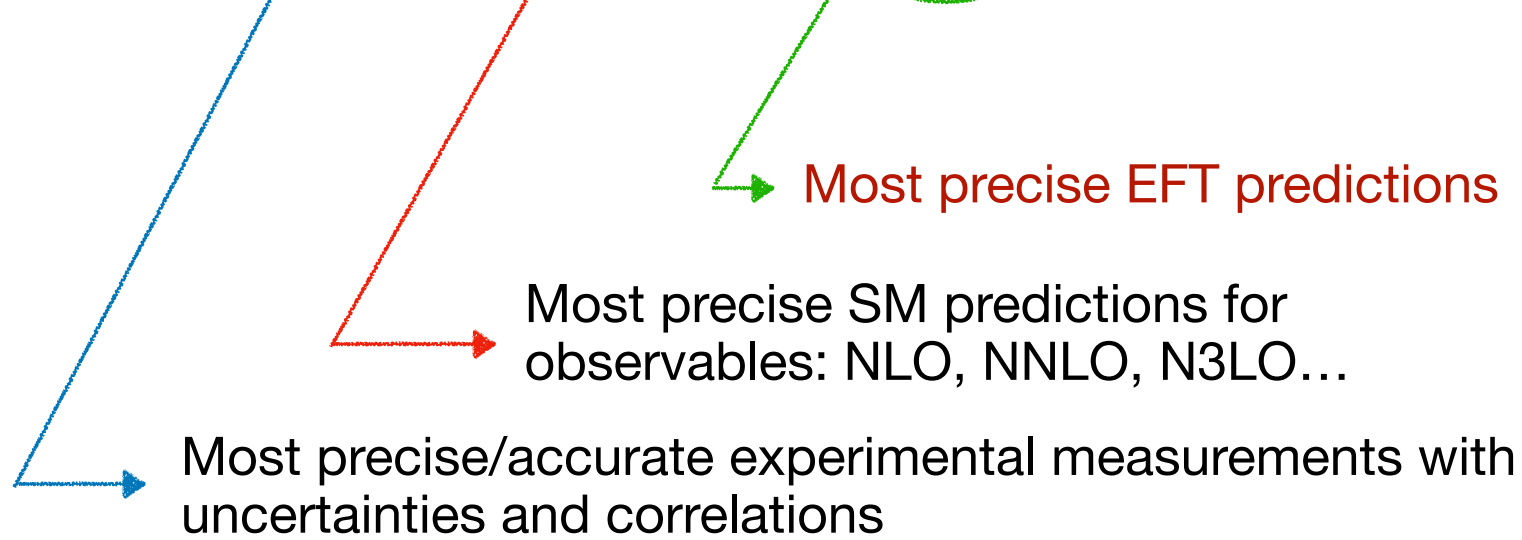 Most precise EFT predictions
Most precise SM predictions for
observables: NLO, NNLO, N3LO…
Most precise/accurate experimental measurements with
uncertainties and correlations